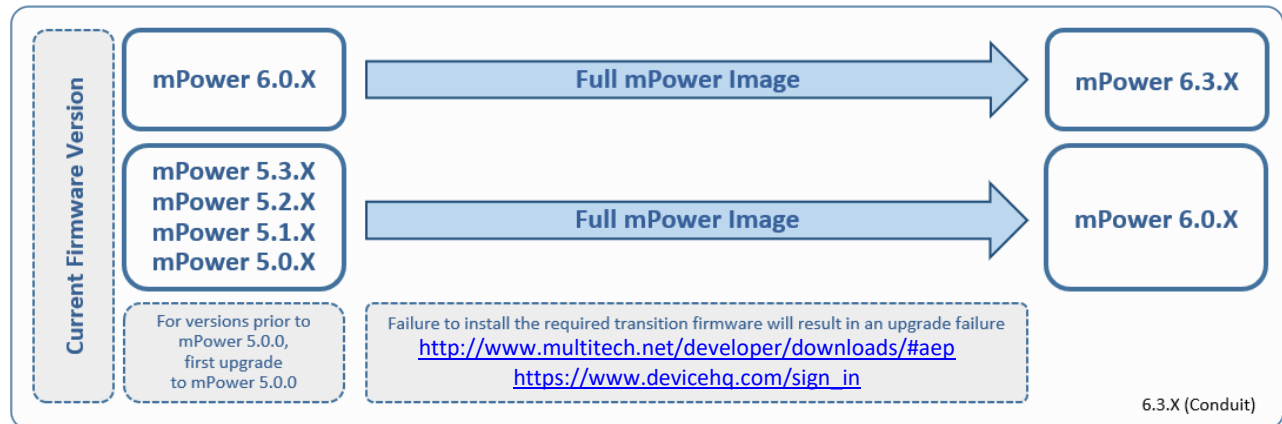 Current Firmware Version
mPower 6.0.X
Full mPower Image
mPower 6.3.X
mPower 5.3.X
mPower 5.2.X
mPower 5.1.X
mPower 5.0.X
Full mPower Image
mPower 6.0.X
For versions prior to
mPower 5.0.0,
first upgrade
to mPower 5.0.0
Failure to install the required transition firmware will result in an upgrade failure
http://www.multitech.net/developer/downloads/#aep
https://www.devicehq.com/sign_in
6.3.X (Conduit)